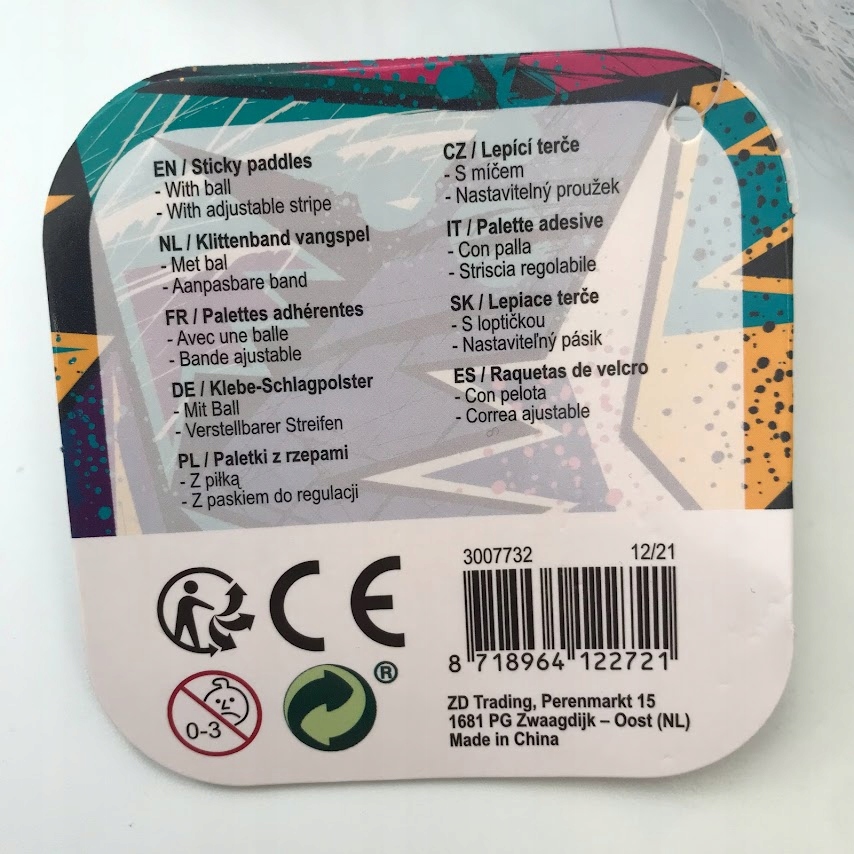 EN / Sticky paddles
- With ball
- With adjustable stripe
NL / Klittenband vangspel
- Met bal
- Aanpasbare band
FR / Palettes adhérentes
- Avec une balle
- Bande ajustable
DE / Klebe-Schlagpolster
- Mit Ball
- Verstellbarer Streifen
PL / Paletki z rzepami
- Z piłką
- Z paskiem do regulacji
CZ / Lepící terče
- S míčem
- Nastavitelný proužek
IT / Palette adesive
- Con palla
- Striscia regolabile
SK / Lepiace terče
- S loptičkou
- Nastaviteľný pásik
ES / Raquetas de velcro
- Con pelota
- Correa ajustable
CE
0-3
®
3007732 12/21
8 718964 122721
ZD Trading, Perenmarkt 15
1681 PG Zwaagdijk – Oost (NL)
Made in China